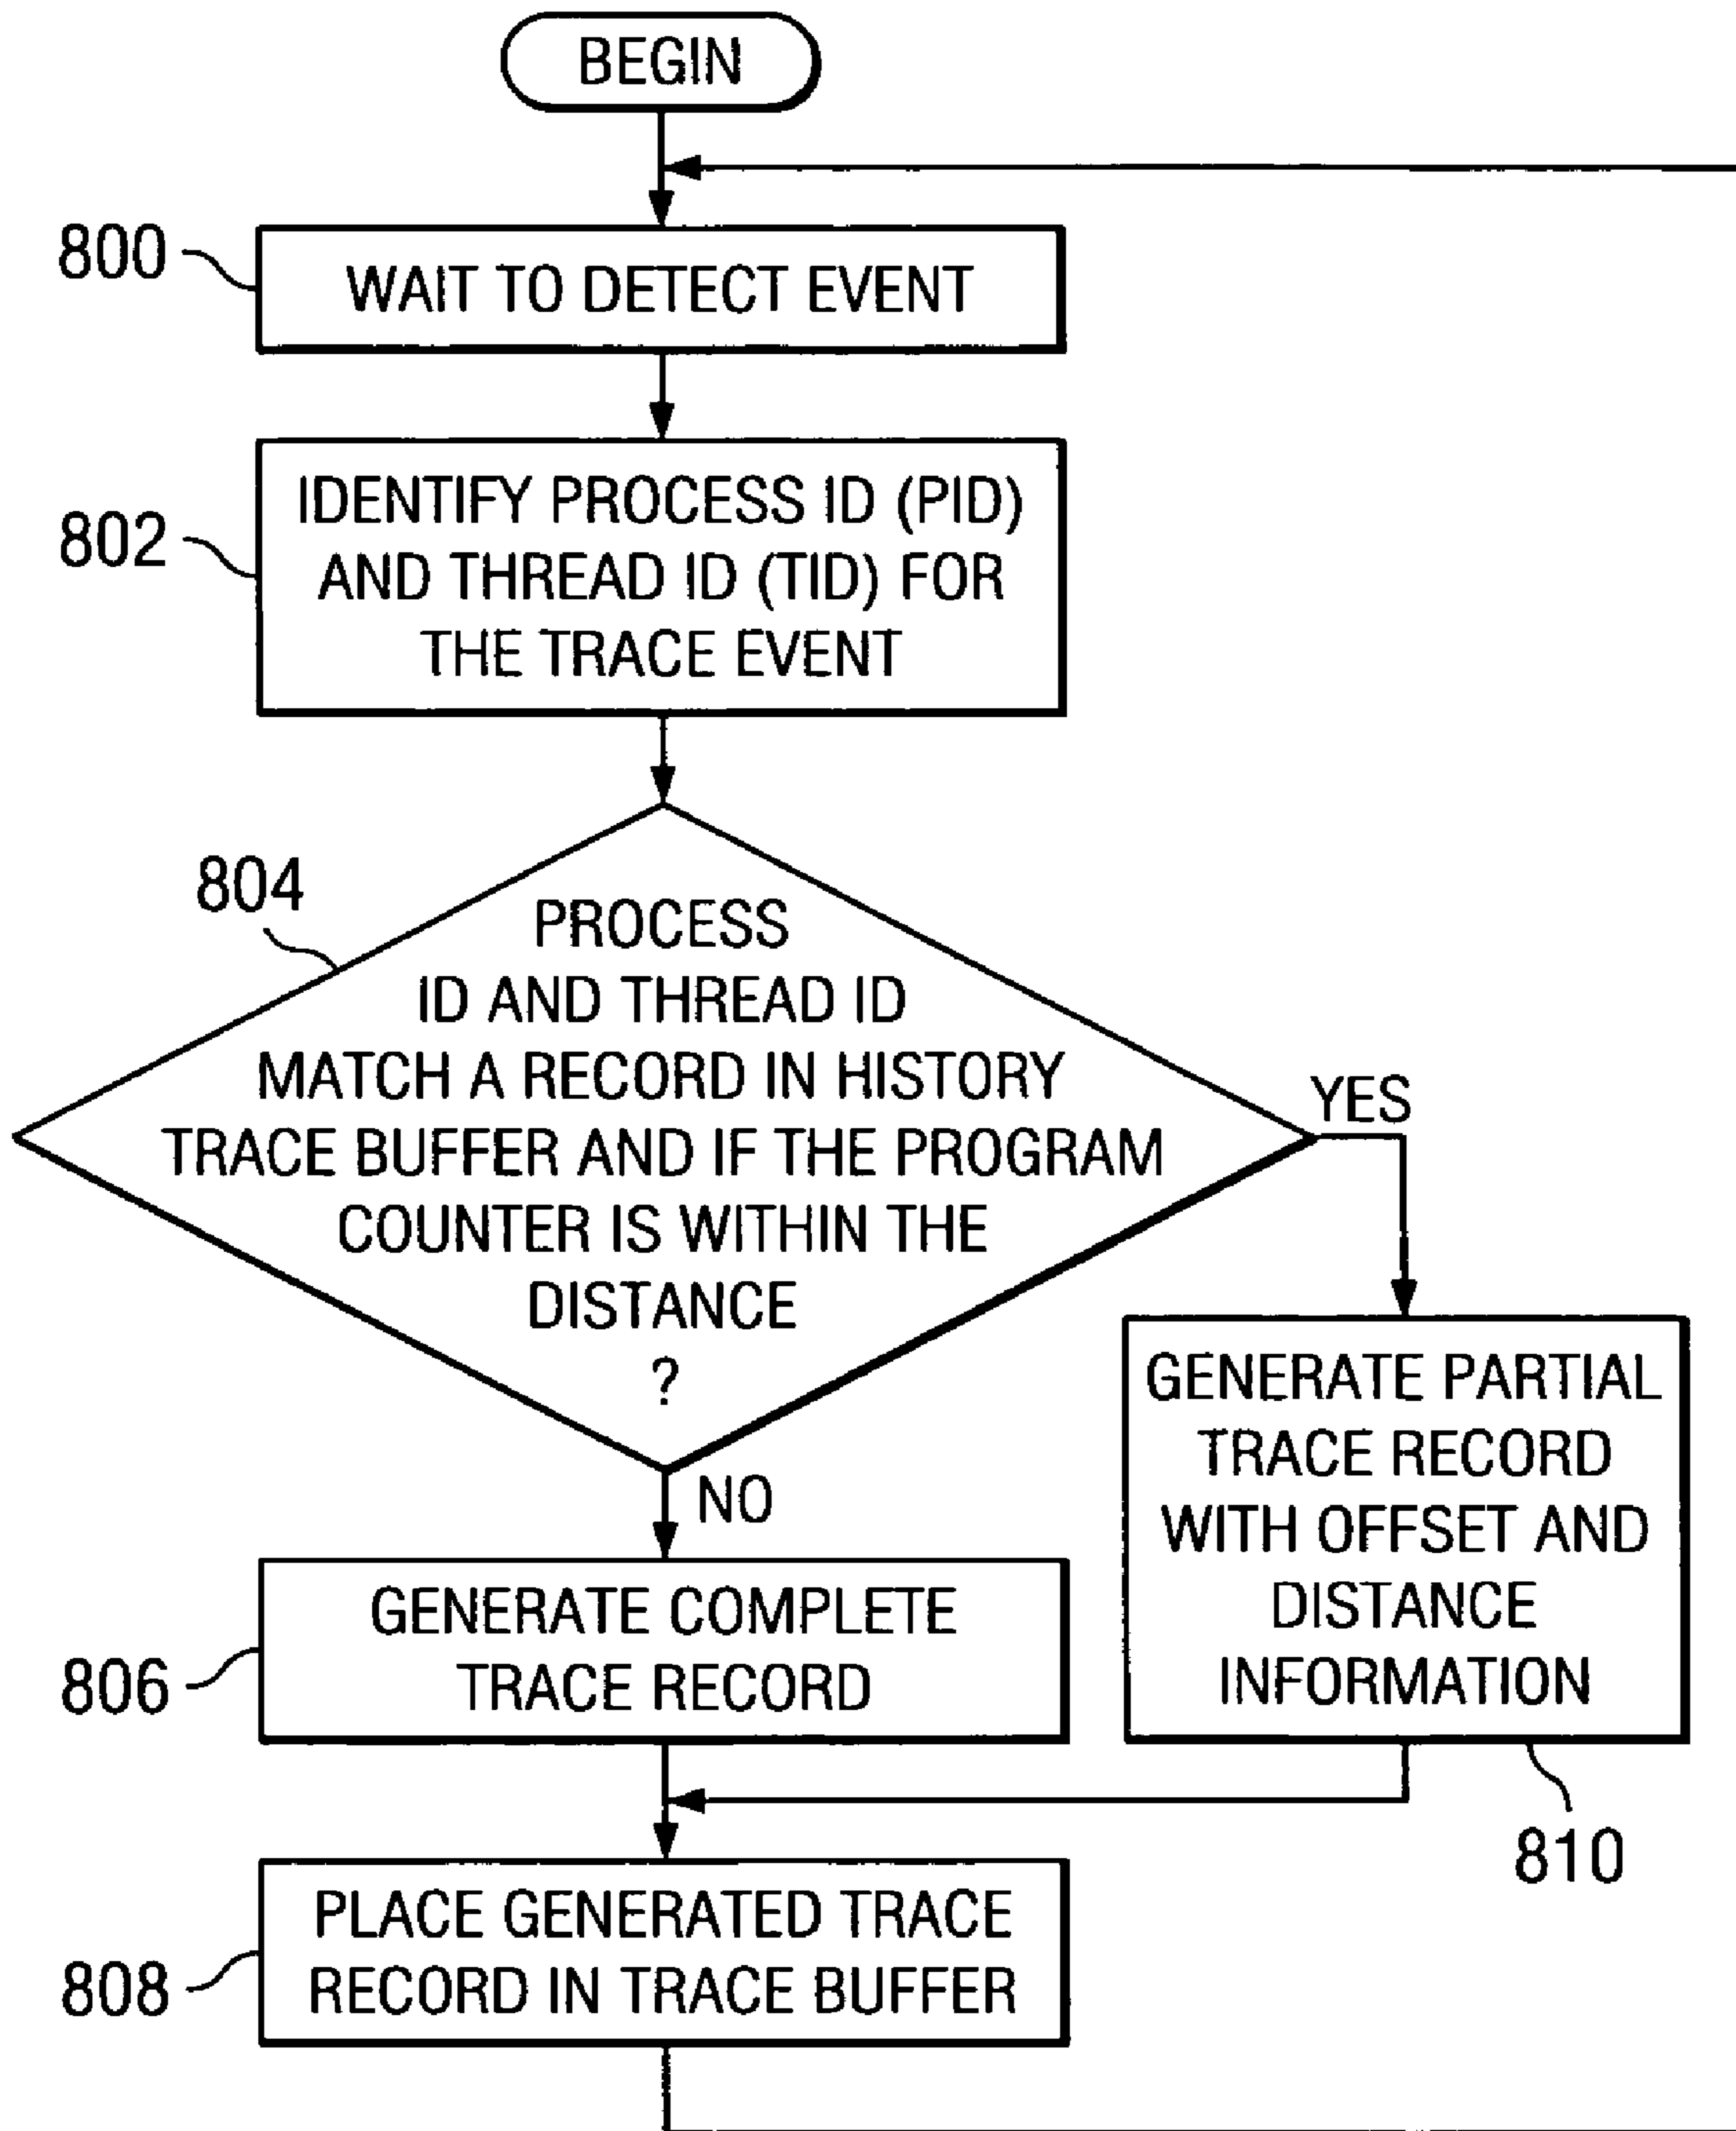 BEGIN
800
WAIT TO DETECT EVENT
802
IDENTIFY PROCESS ID (PID)
AND THREAD ID (TID) FOR
THE TRACE EVENT
804
PROCESS
ID AND THREAD ID
MATCH A RECORD IN HISTORY
TRACE BUFFER AND IF THE PROGRAM
COUNTER IS WITHIN THE
DISTANCE
?
YES
NO
GENERATE PARTIAL
TRACE RECORD
WITH OFFSET AND
DISTANCE
INFORMATION
810
806
GENERATE COMPLETE
TRACE RECORD
808
PLACE GENERATED TRACE
RECORD IN TRACE BUFFER